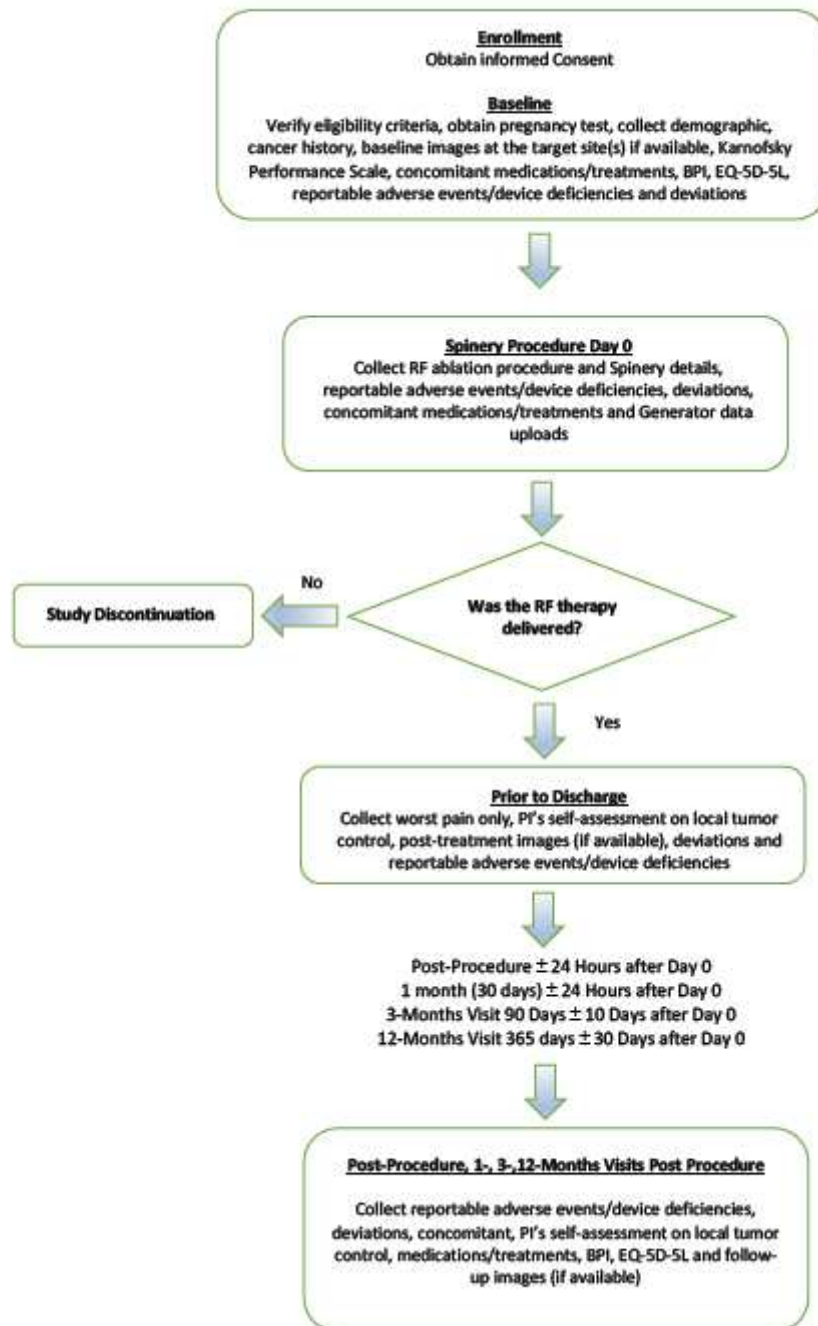 Enrollment
Obtain informed Consent
Baseline
Verify eligibility criteria, obtain pregnancy test, collect demographic,
cancer history, baseline images at the target site(s) if available, Karnofsky
Performance Scale, concomitant medications/treatments, BPI, EQ-5D-5L,
reportable adverse events/device deficiencies and deviations
Spinery Procedure Day 0
Collect RF ablation procedure and Spinery details,
reportable adverse events/device deficiencies, deviations,
concomitant medications/treatments and Generator data
uploads
No
Study Discontinuation
Was the RF therapy
delivered?
Yes
Prior to Discharge
Collect worst pain only, PI's self-assessment on local tumor
control, post-treatment images (if available), deviations and
reportable adverse events/device deficiencies
Post-Procedure ± 24 Hours after Day 0
1 month (30 days) ± 24 Hours after Day 0
3-Months Visit 90 Days ± 10 Days after Day 0
12-Months Visit 365 days ± 30 Days after Day 0
Post-Procedure, 1-, 3-,12-Months Visits Post Procedure
Collect reportable adverse events/device deficiencies,
deviations, concomitant, PI's self-assessment on local tumor
control, medications/treatments, BPI, EQ-5D-5L and follow-
up images (if available)